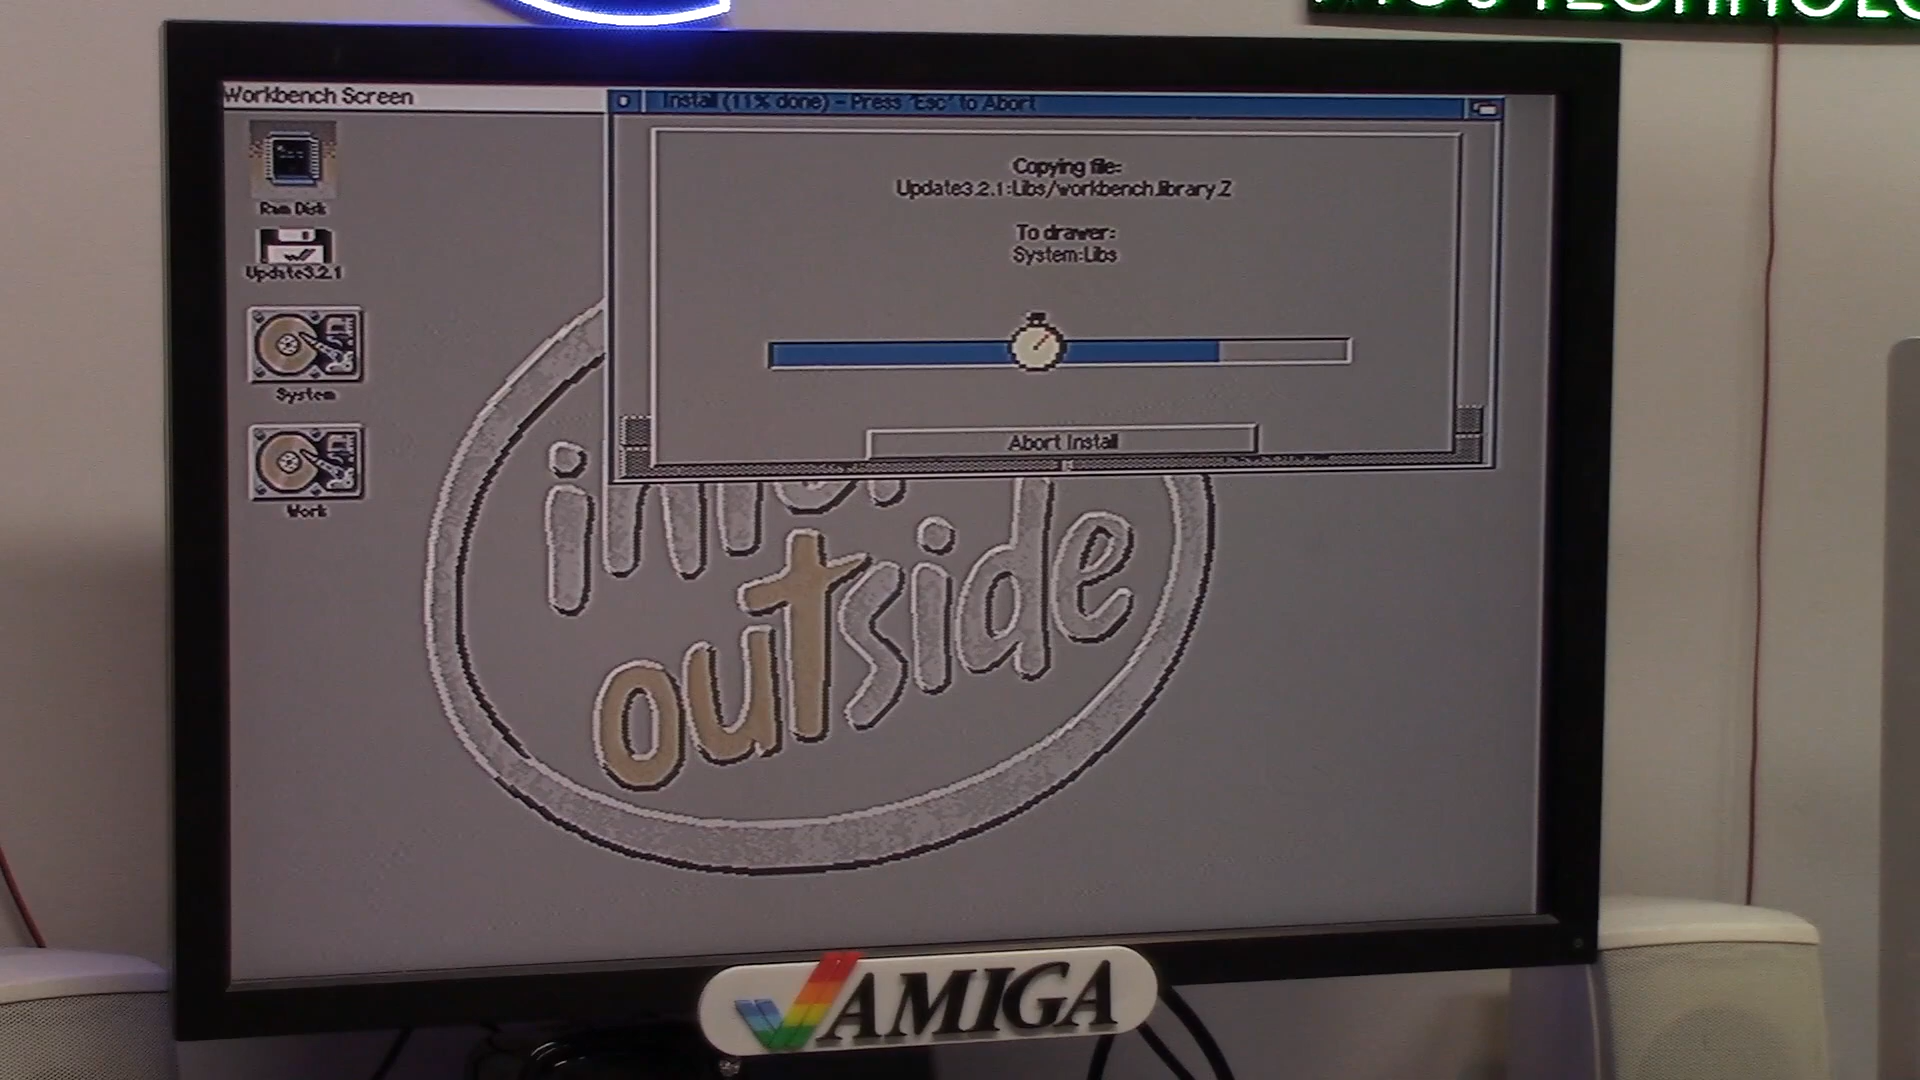 Workbench Screen
Install (11% done) - Press 'Esc' to Abort
Copying file:
Update3.2.1:Libs/workbench.library.Z
To drawer:
System:Libs
Abort Install
Ram Disk
Update3.2.1
System
Work
outside
AMIGA